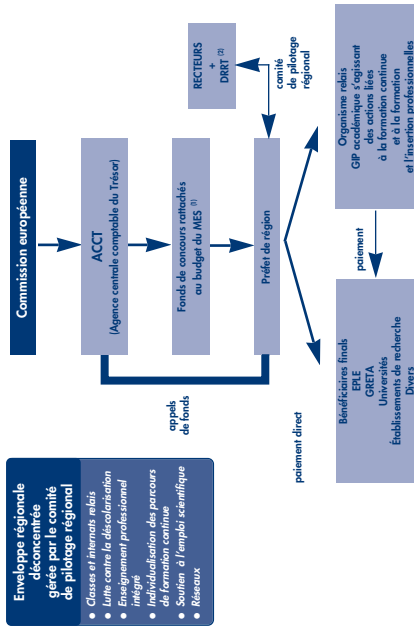 Enveloppe régionale
déconcentrée
gérée par le comité
de pilotage régional
• Classes et internats relais
• Lutte contre la déscolarisation
• Enseignement professionnel
intégré
• Individualisation des parcours
de formation continue
• Soutien à l'emploi scientifique
• Réseaux
Commission européenne
ACCT
(Agence centrale comptable du Trésor)
Fonds de concours rattachés
au budget du MES (1)
Préfet de région
appels
de fonds
RECTEURS
+
DRRT (2)
comité
de pilotage
régional
paiement direct
Bénéficiaires finals
EPLE
GRETA
Universités
Établissements de recherche
Divers
paiement
Organisme relais
GIP académique s'agissant
des actions liées
à la formation continue
et à la formation
et l'insertion professionnelles